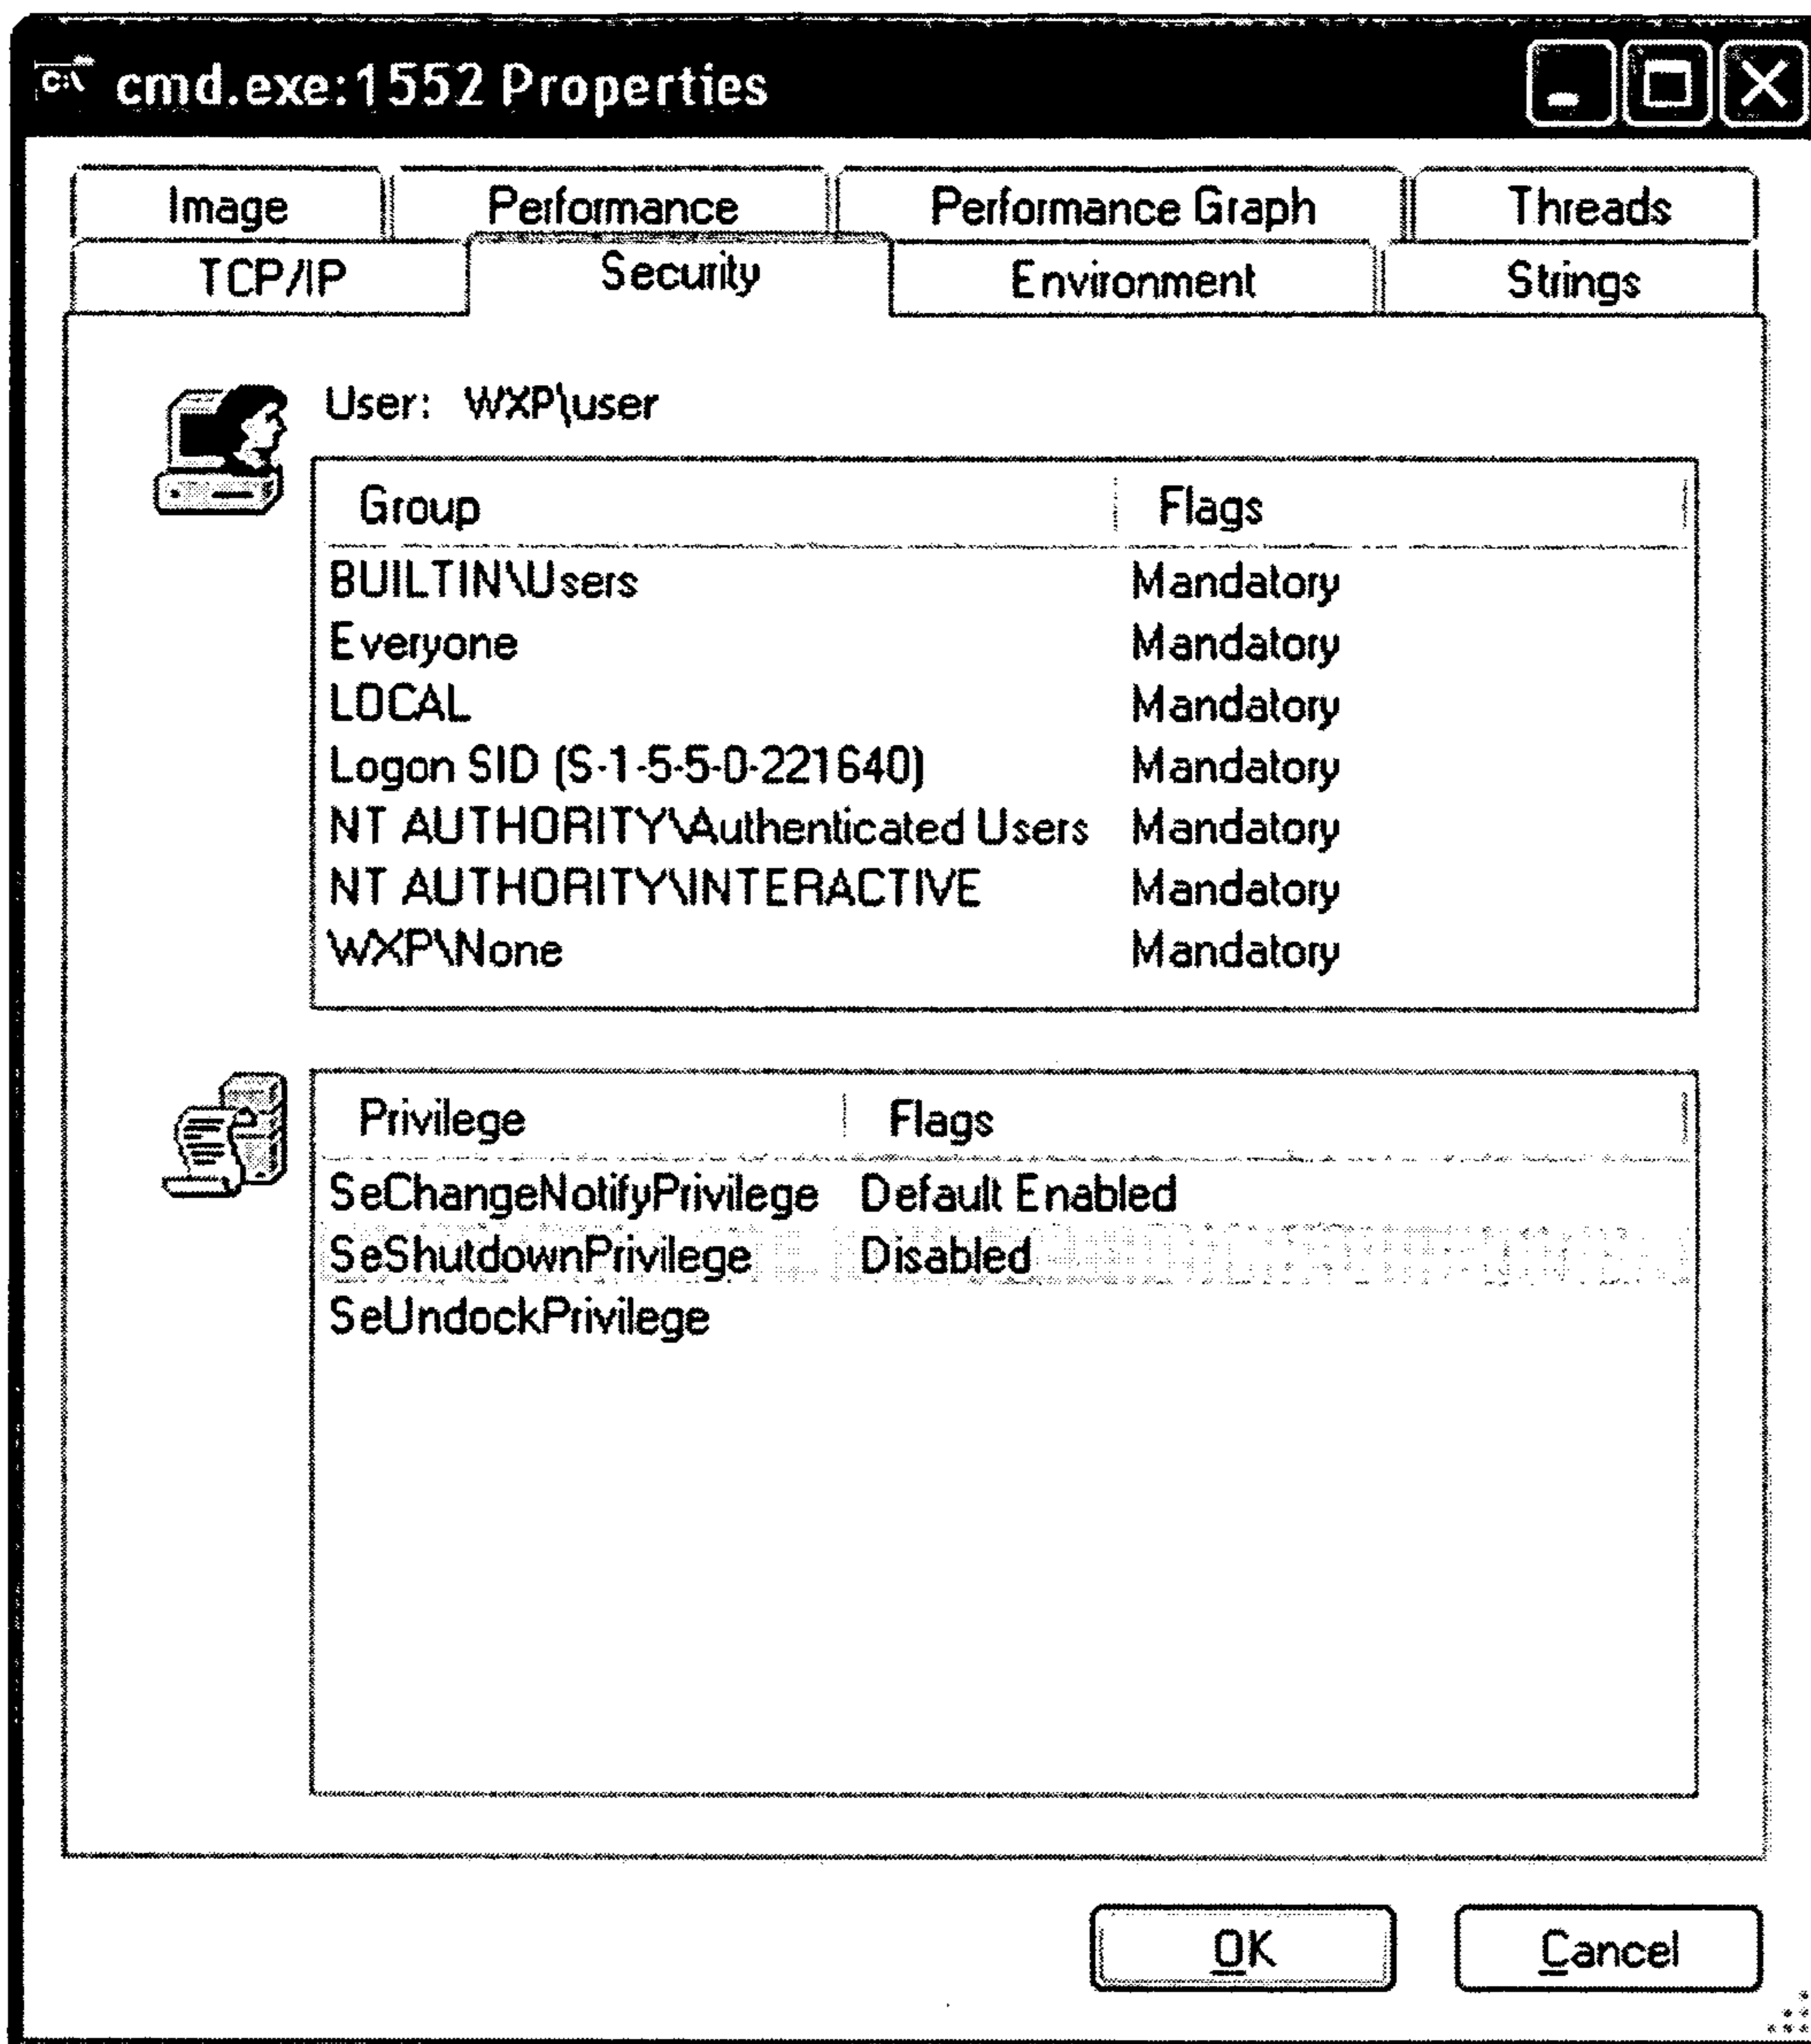 C:\ cmd.exe:1552 Properties
Image Performance Performance Graph Threads
TCP/IP Security Environment Strings
User: WXP\user
Group Flags
BUILTIN\Users Mandatory
Everyone Mandatory
LOCAL Mandatory
Logon SID (S-1-5-5-0-221640) Mandatory
NT AUTHORITY\Authenticated Users Mandatory
NT AUTHORITY\INTERACTIVE Mandatory
WXP\None Mandatory
Privilege Flags
SeChangeNotifyPrivilege Default Enabled
SeShutdownPrivilege Disabled
SeUndockPrivilege
OK Cancel